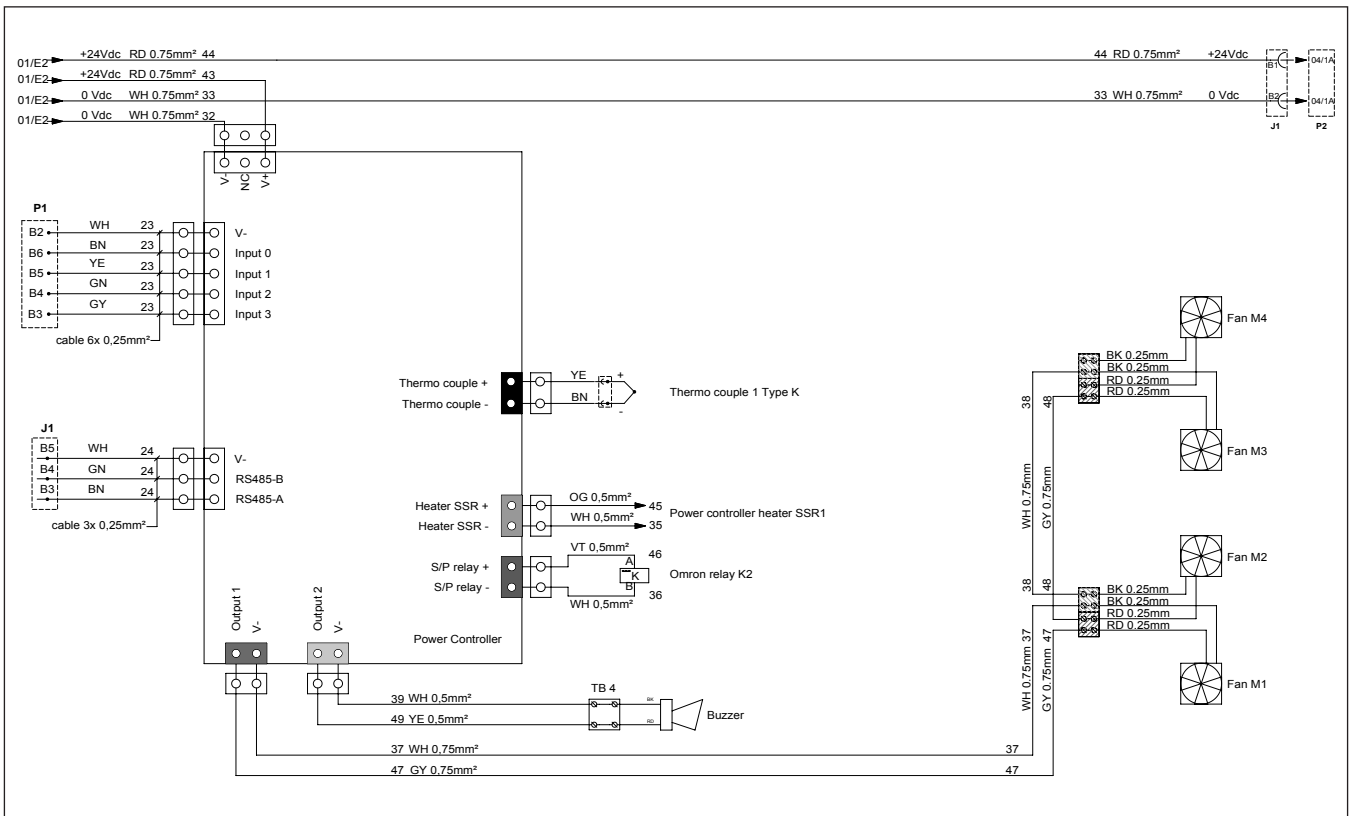 01/E2 +24Vdc RD 0.75mm² 44 44 RD 0.75mm² +24Vdc B1 04/1A
01/E2 +24Vdc RD 0.75mm² 43
01/E2 0 Vdc WH 0.75mm² 33 33 WH 0.75mm² 0 Vdc B2 04/1A
01/E2 0 Vdc WH 0.75mm² 32
J1 P2
V- NC V+
P1
B2 WH 23 V-
B6 BN 23 Input 0
B5 YE 23 Input 1
B4 GN 23 Input 2
B3 GY 23 Input 3
cable 6x 0,25mm²
Thermo couple + YE +
Thermo couple - BN -
Thermo couple 1 Type K
J1
B5 WH 24 V-
B4 GN 24 RS485-B
B3 BN 24 RS485-A
cable 3x 0,25mm²
Heater SSR + OG 0,5mm² 45
Heater SSR - WH 0,5mm² 35
Power controller heater SSR1
S/P relay + VT 0,5mm² A 46
K Omron relay K2
S/P relay - WH 0,5mm² B 36
Output 1 V- Output 2 V-
Power Controller
39 WH 0,5mm² TB 4 BK
49 YE 0,5mm² RD
Buzzer
37 WH 0,75mm² 37
47 GY 0,75mm² 47
Fan M4
BK 0.25mm
BK 0.25mm
RD 0.25mm
RD 0.25mm
38 48
Fan M3
WH 0.75mm² GY 0.75mm²
Fan M2
38 48
BK 0.25mm
BK 0.25mm
RD 0.25mm
RD 0.25mm
WH 0.75mm² 37 GY 0.75mm² 47
Fan M1